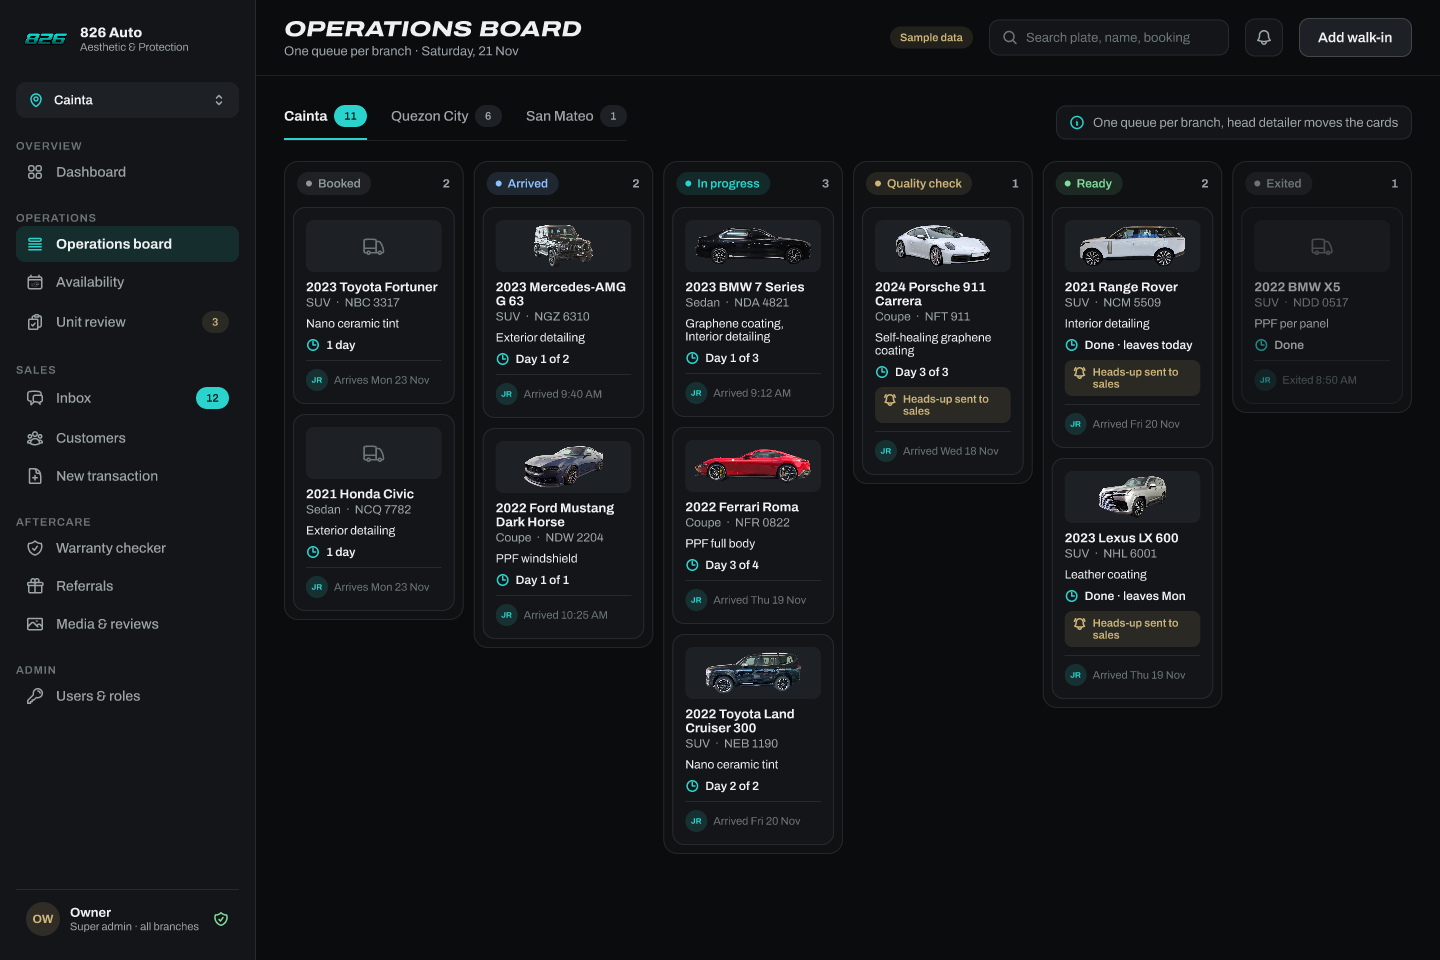 826
826 Auto
Aesthetic & Protection
Cainta
OVERVIEW
Dashboard
OPERATIONS
Operations board
Availability
Unit review
3
SALES
Inbox
12
Customers
New transaction
AFTERCARE
Warranty checker
Referrals
Media & reviews
ADMIN
Users & roles
OW
Owner
Super admin · all branches
OPERATIONS BOARD
One queue per branch · Saturday, 21 Nov
Sample data
Search plate, name, booking
Add walk-in
Cainta 11
Quezon City 6
San Mateo 1
One queue per branch, head detailer moves the cards
Booked 2
2023 Toyota Fortuner
SUV · NBC 3317
Nano ceramic tint
1 day
JR Arrives Mon 23 Nov
2021 Honda Civic
Sedan · NCQ 7782
Exterior detailing
1 day
JR Arrives Mon 23 Nov
Arrived 2
2023 Mercedes-AMG
G 63
SUV · NGZ 6310
Exterior detailing
Day 1 of 2
JR Arrived 9:40 AM
2022 Ford Mustang
Dark Horse
Coupe · NDW 2204
PPF windshield
Day 1 of 1
JR Arrived 10:25 AM
In progress 3
2023 BMW 7 Series
Sedan · NDA 4821
Graphene coating,
Interior detailing
Day 1 of 3
JR Arrived 9:12 AM
2022 Ferrari Roma
Coupe · NFR 0822
PPF full body
Day 3 of 4
JR Arrived Thu 19 Nov
2022 Toyota Land
Cruiser 300
SUV · NEB 1190
Nano ceramic tint
Day 2 of 2
JR Arrived Fri 20 Nov
Quality check 1
2024 Porsche 911
Carrera
Coupe · NFT 911
Self-healing graphene
coating
Day 3 of 3
Heads-up sent to
sales
JR Arrived Wed 18 Nov
Ready 2
2021 Range Rover
SUV · NCM 5509
Interior detailing
Done · leaves today
Heads-up sent to
sales
JR Arrived Fri 20 Nov
2023 Lexus LX 600
SUV · NHL 6001
Leather coating
Done · leaves Mon
Heads-up sent to
sales
JR Arrived Thu 19 Nov
Exited 1
2022 BMW X5
SUV · NDD 0517
PPF per panel
Done
JR Exited 8:50 AM